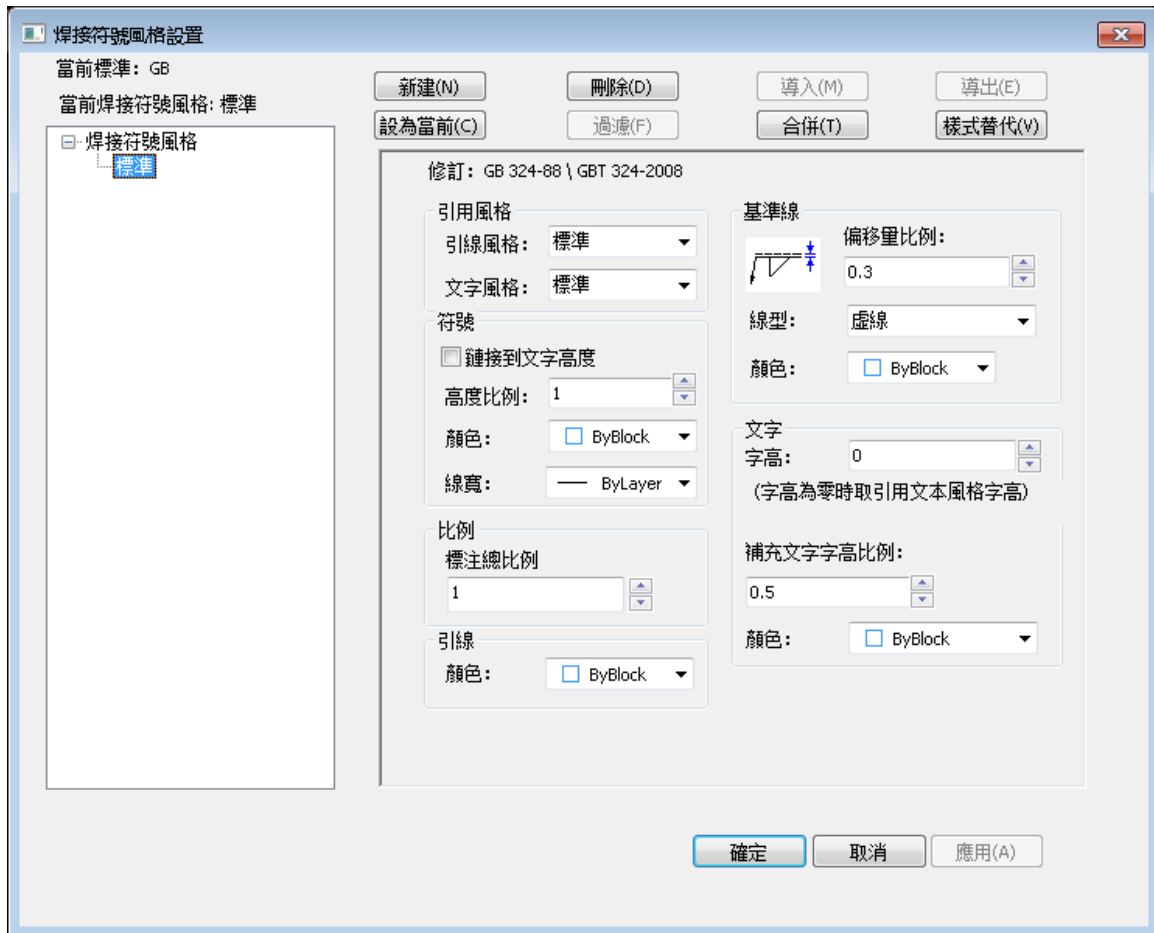 焊接符號風格設置
當前標準：GB
當前焊接符號風格：標準
新建(N)
刪除(D)
導入(M)
導出(E)
設為當前(C)
過濾(F)
合併(T)
樣式替代(V)
焊接符號風格
標準
修訂：GB 324-88 \ GBT 324-2008
引用風格
引線風格：
標準
文字風格：
標準
符號
鏈接到文字高度
高度比例：
1
顏色：
ByBlock
線寬：
ByLayer
比例
標注總比例
1
引線
顏色：
ByBlock
基準線
偏移量比例：
0.3
線型：
虛線
顏色：
ByBlock
文字
字高：
0
(字高為零時取引用文本風格字高)
補充文字字高比例：
0.5
顏色：
ByBlock
確定
取消
應用(A)